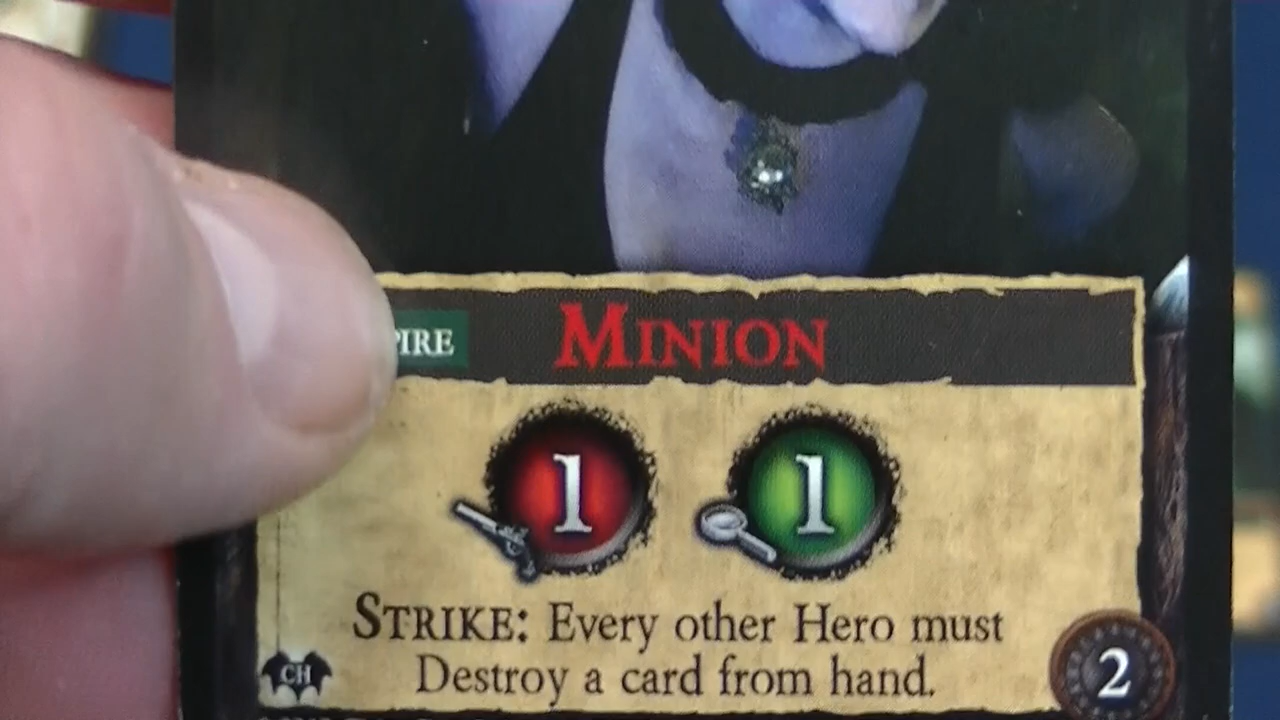 PIRE MINION
1 1
STRIKE: Every other Hero must
Destroy a card from hand.
CH
2